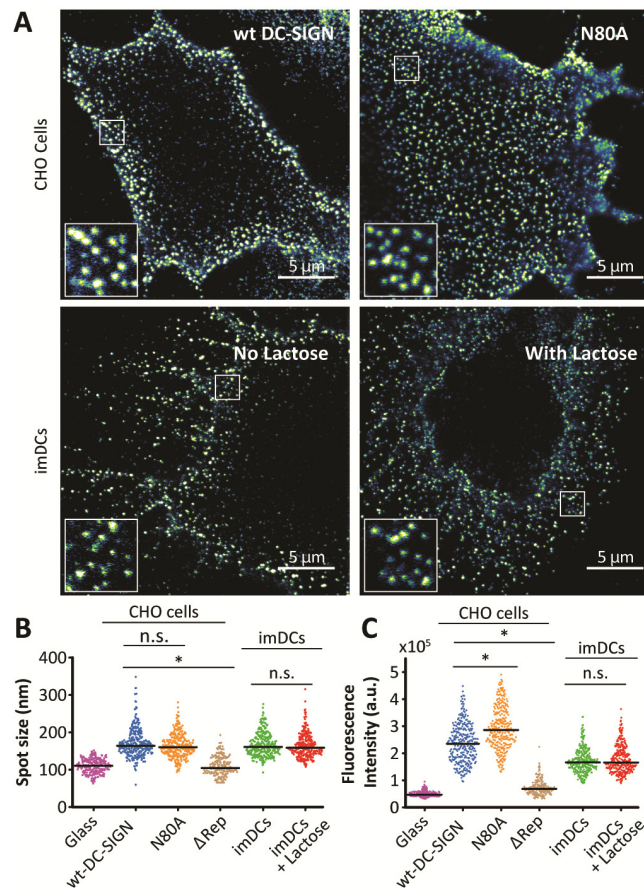 A
wt DC-SIGN
N80A
CHO Cells
5 µm
5 µm
No Lactose
With Lactose
imDCs
5 µm
5 µm
B
CHO cells
n.s.
imDCs
*
n.s.
Spot size (nm)
400
300
200
100
0
Glass
wt-DC-SIGN
N80A
ΔRep
imDCs
imDCs
+ Lactose
C
CHO cells
x10⁵
*
imDCs
*
n.s.
Fluorescence
Intensity (a.u.)
5
4
3
2
1
0
Glass
wt-DC-SIGN
N80A
ΔRep
imDCs
imDCs
+ Lactose